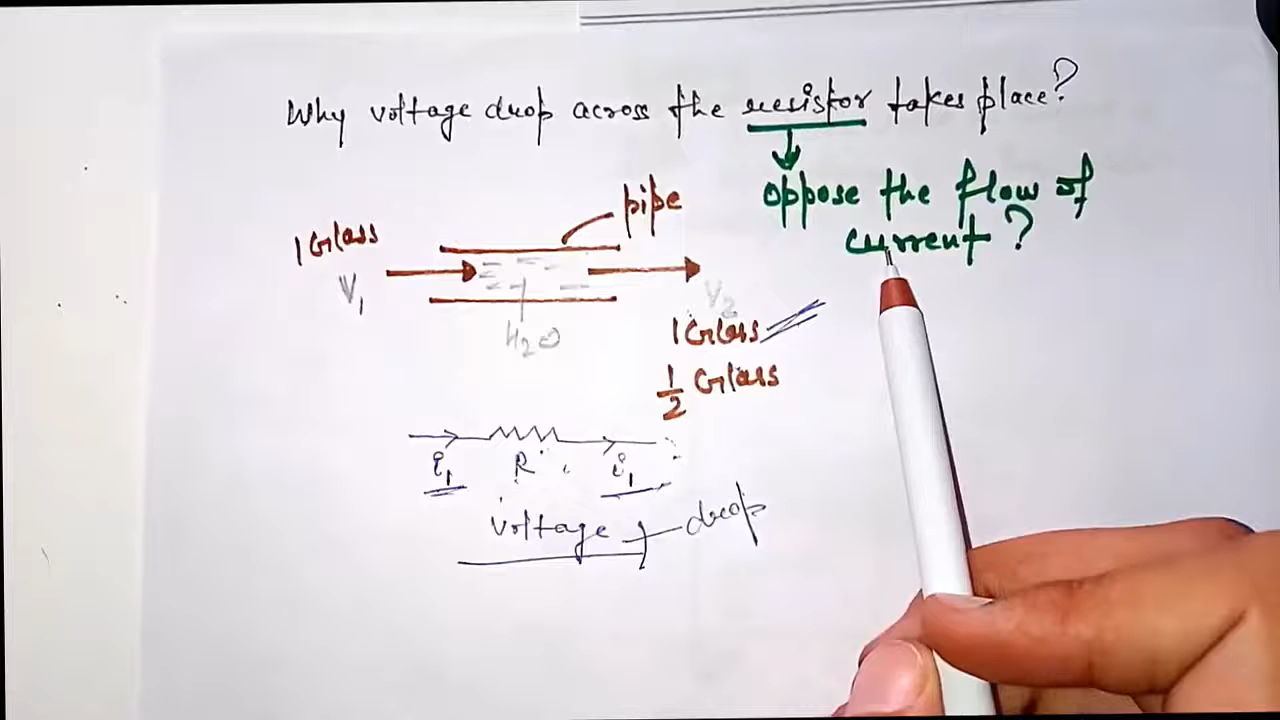 Why voltage drop across the resistor takes place?
oppose the flow of
current?
pipe
1 Glass
V1
V2
H2O
1 Glass
1/2 Glass
i1 R i1
voltage drop